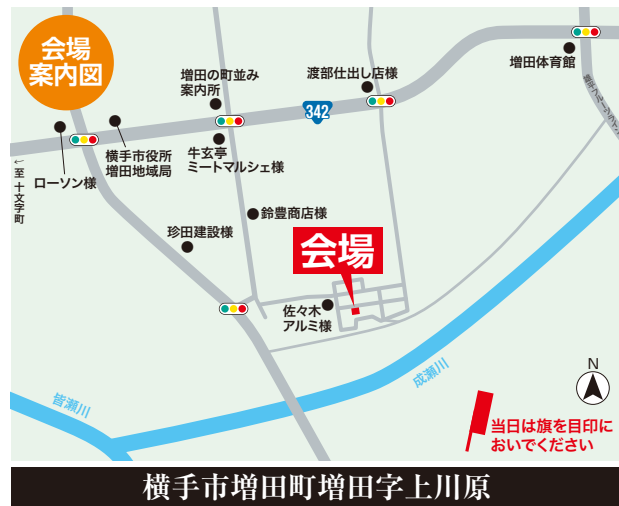 会場
案内図
増田の町並み
案内所
渡部仕出し店様
増田体育館
342
横手市役所
増田地域局
牛玄亭
ミートマルシェ様
ローソン様
←至 十文字町
鈴豊商店様
珍田建設様
会場
佐々木
アルミ様
皆瀬川
成瀬川
N
当日は旗を目印に
おいでください
横手市増田町増田字上川原